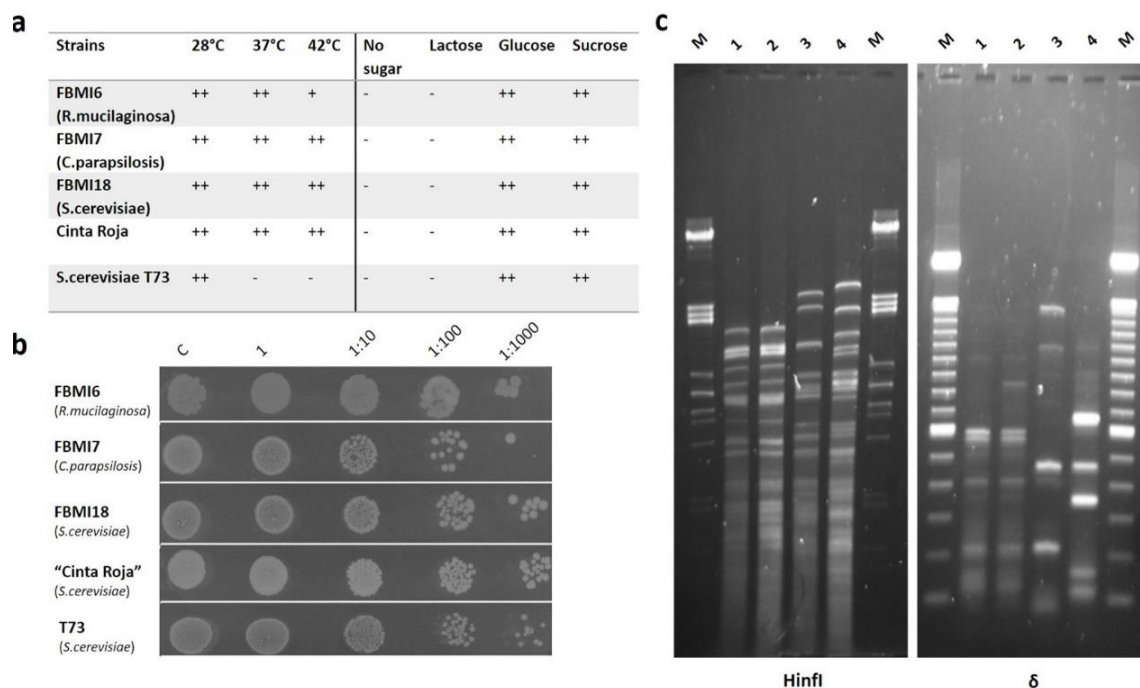 a
Strains 28°C 37°C 42°C No sugar Lactose Glucose Sucrose
FBMI6 (R.mucilaginosa) ++ ++ + - - ++ ++
FBMI7 (C.parapsilosis) ++ ++ ++ - - ++ ++
FBMI18 (S.cerevisiae) ++ ++ ++ - - ++ ++
Cinta Roja ++ ++ ++ - - ++ ++
S.cerevisiae T73 ++ - - - - ++ ++
b
C 1 1:10 1:100 1:1000
FBMI6
(R.mucilaginosa)
FBMI7
(C.parapsilosis)
FBMI18
(S.cerevisiae)
“Cinta Roja”
(S.cerevisiae)
T73
(S.cerevisiae)
c
M 1 2 3 4 M
M 1 2 3 4 M
HinfI
δ